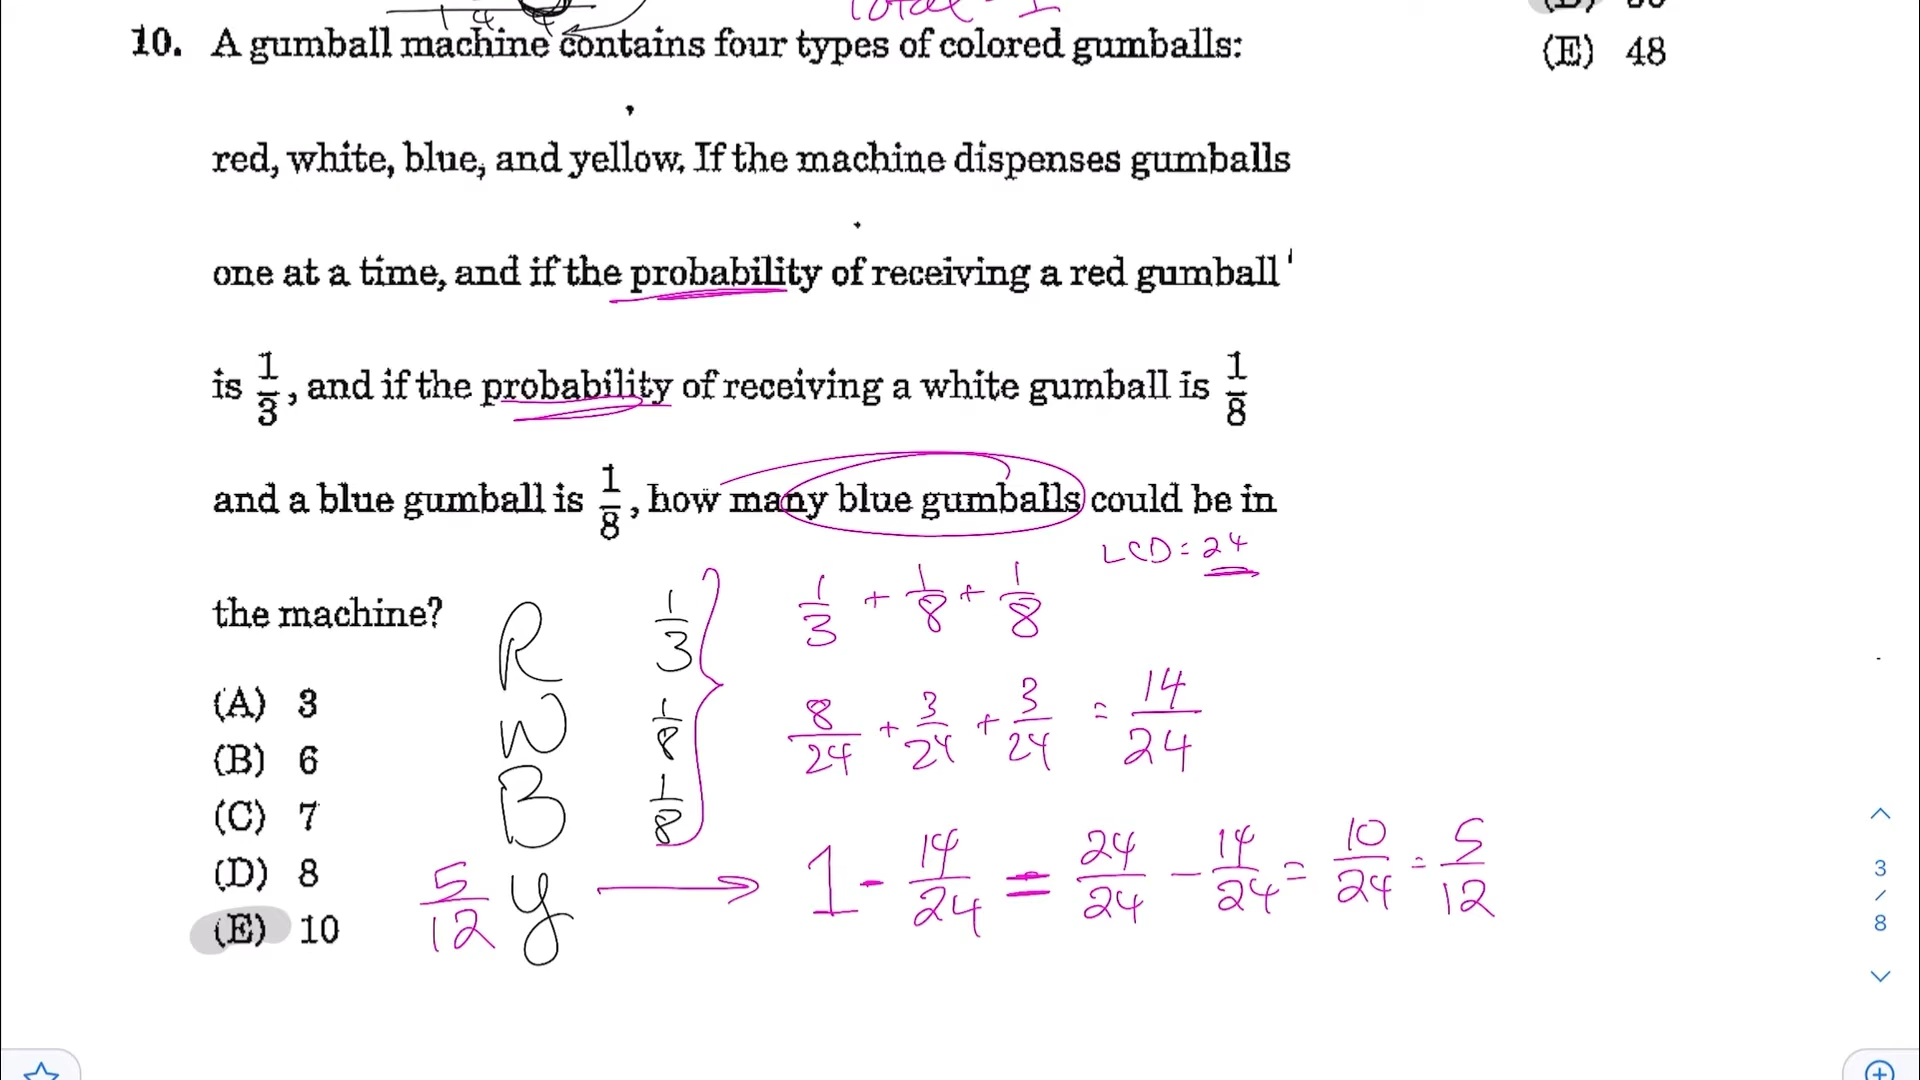 Total = 1
(E) 48
10. A gumball machine contains four types of colored gumballs:
red, white, blue, and yellow. If the machine dispenses gumballs
one at a time, and if the probability of receiving a red gumball
is 1/3, and if the probability of receiving a white gumball is 1/8
and a blue gumball is 1/8, how many blue gumballs could be in
LCD = 24
the machine?
R 1/3
W 1/8
B 1/8
5/12 y
1/3 + 1/8 + 1/8
8/24 + 3/24 + 3/24 = 14/24
1 - 14/24 = 24/24 - 14/24 = 10/24 = 5/12
(A) 3
(B) 6
(C) 7
(D) 8
(E) 10
3
/
8